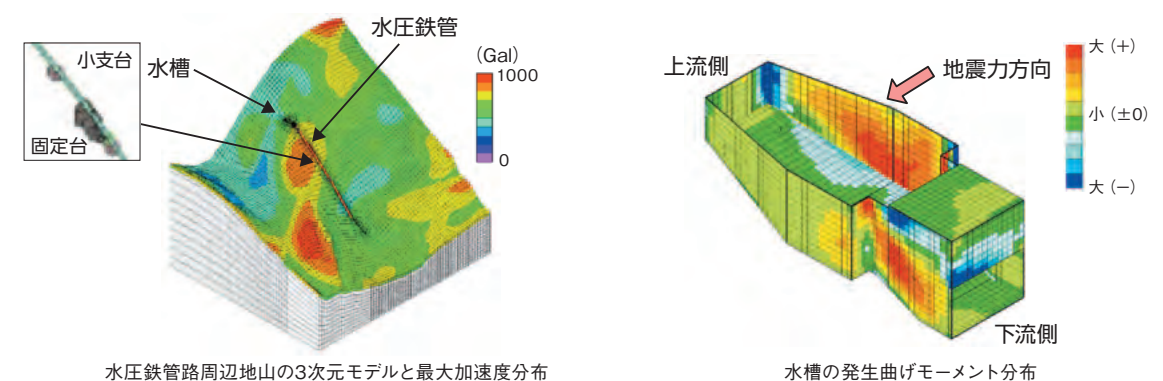 小支台
固定台
水槽
水圧鉄管
(Gal)
1000
0
水圧鉄管路周辺地山の3次元モデルと最大加速度分布
上流側
地震力方向
大（+）
小（±0）
大（−）
下流側
水槽の発生曲げモーメント分布